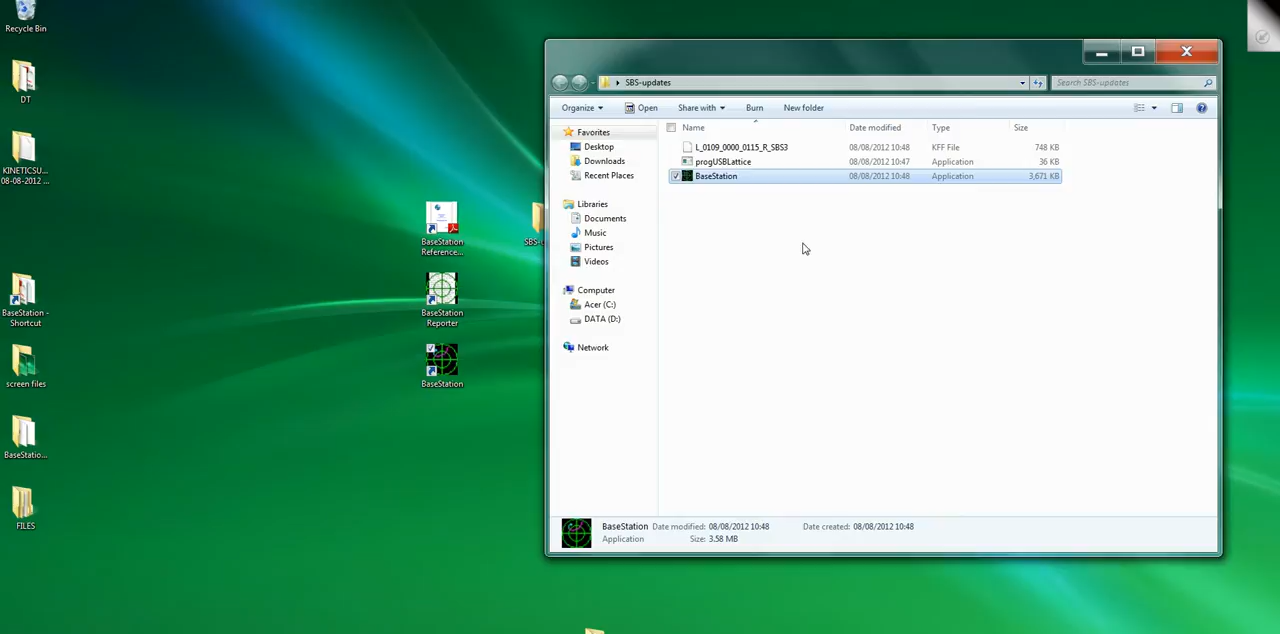 Recycle Bin
DT
KINETICSU...
08-08-2012 ...
BaseStation -
Shortcut
screen files
BaseStatio...
FILES
BaseStation
Reference...
BaseStation
Reporter
BaseStation
SBS-u
SBS-updates
Search SBS-updates
Organize
Open
Share with
Burn
New folder
Favorites
Desktop
Downloads
Recent Places
Libraries
Documents
Music
Pictures
Videos
Computer
Acer (C:)
DATA (D:)
Network
Name Date modified Type Size
L_0109_0000_0115_R_SBS3 08/08/2012 10:48 KFF File 748 KB
progUSBLattice 08/08/2012 10:47 Application 36 KB
BaseStation 08/08/2012 10:48 Application 3,671 KB
BaseStation Date modified: 08/08/2012 10:48 Date created: 08/08/2012 10:48
Application Size: 3.58 MB